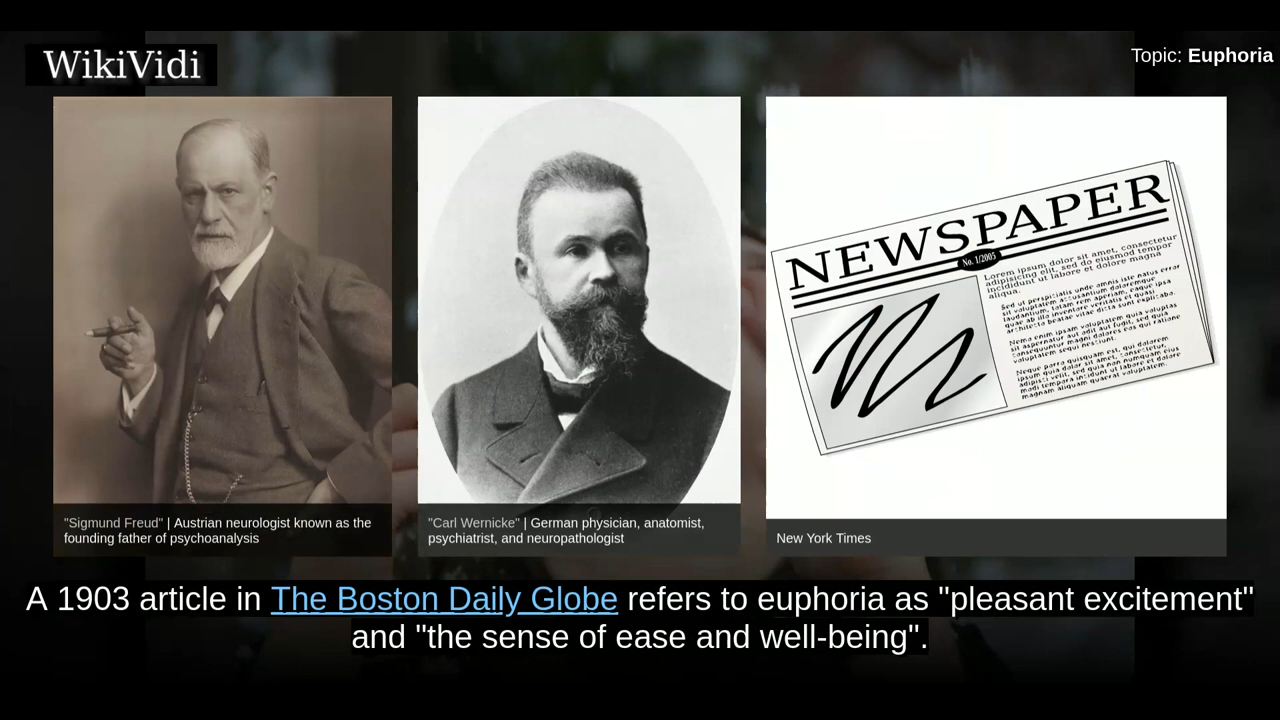 WikiVidi
Topic: Euphoria
NEWSPAPER
No. 1/2005
Lorem ipsum dolor sit amet, consectetur
adipisicing elit, sed do eiusmod tempor
incididunt ut labore et dolore magna
aliqua.
"Sigmund Freud" | Austrian neurologist known as the
founding father of psychoanalysis
"Carl Wernicke" | German physician, anatomist,
psychiatrist, and neuropathologist
New York Times
A 1903 article in The Boston Daily Globe refers to euphoria as "pleasant excitement"
and "the sense of ease and well-being".